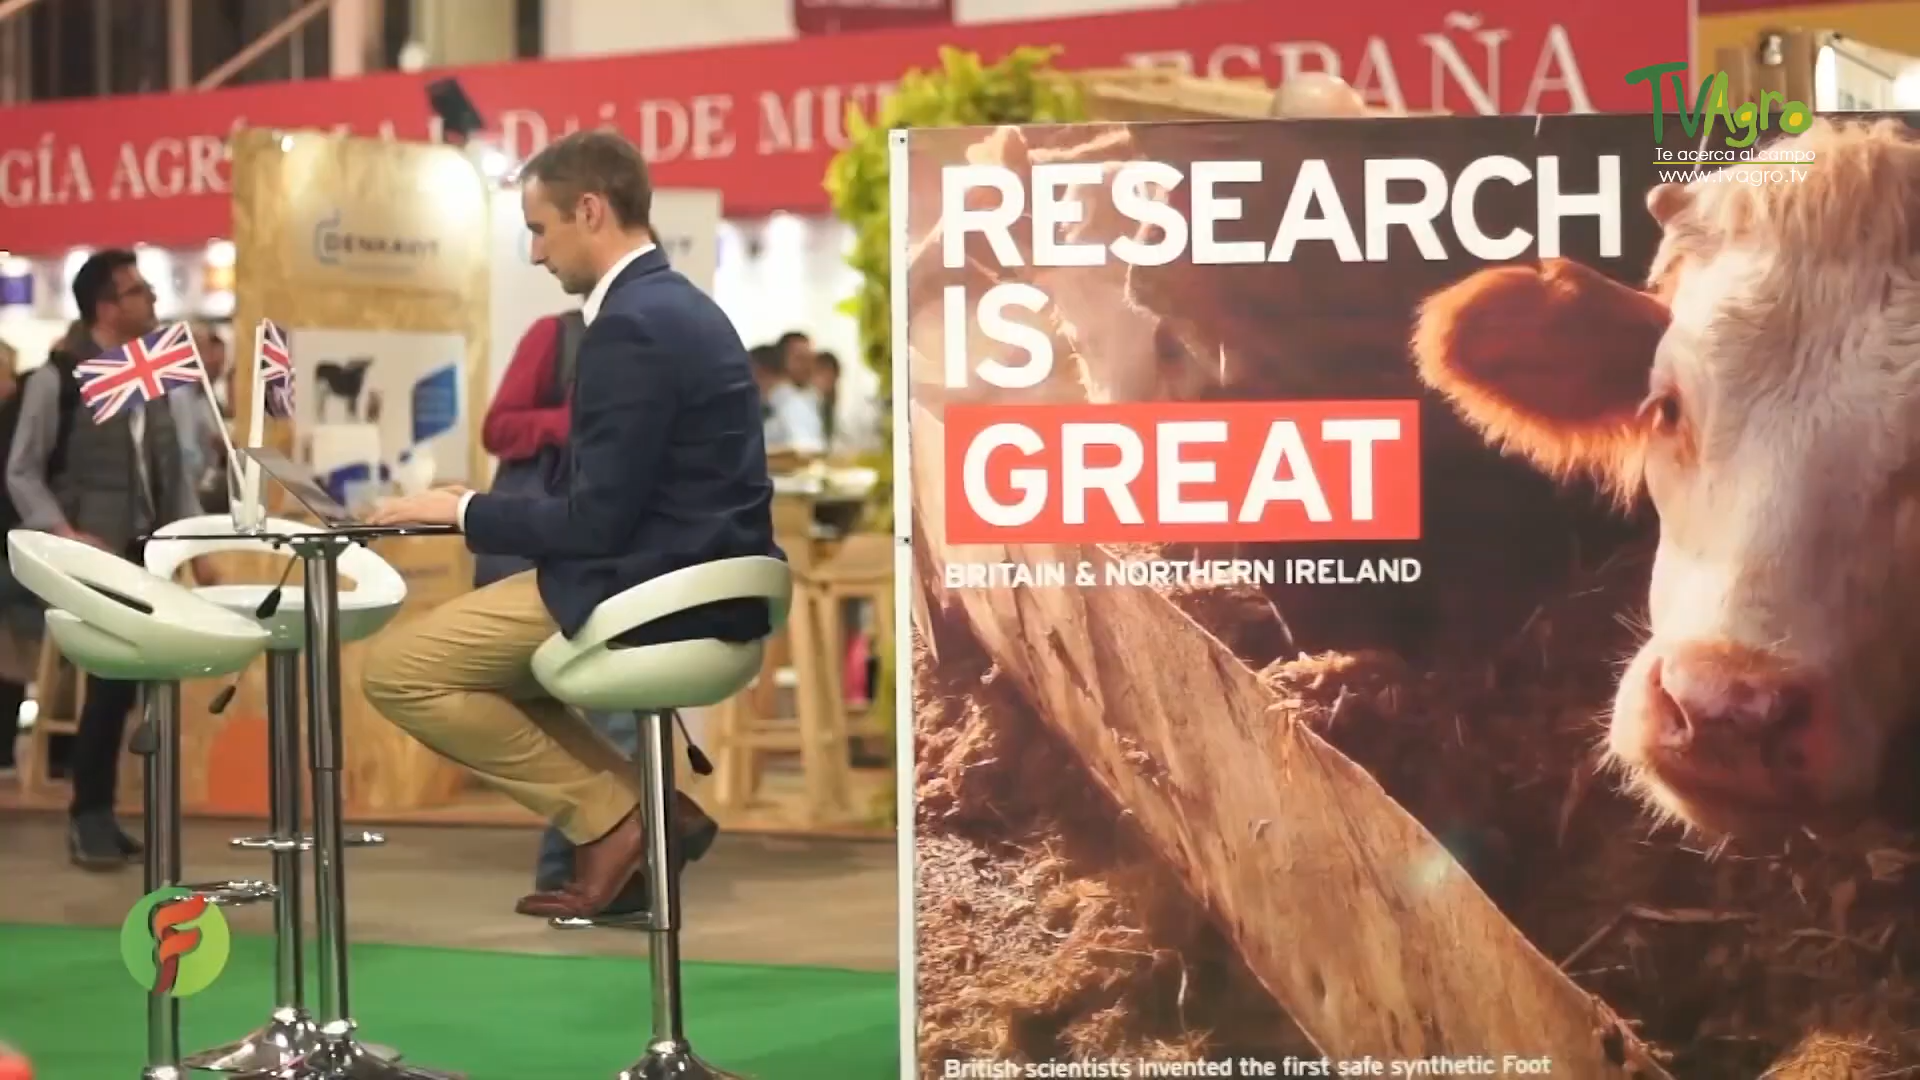 GÍA AGR
DE MU
ESPAÑA
TVAgro
Te acerca al campo
www.tvagro.tv
DENKAVIT
RESEARCH
IS
GREAT
BRITAIN & NORTHERN IRELAND
British scientists invented the first safe synthetic Foot
F